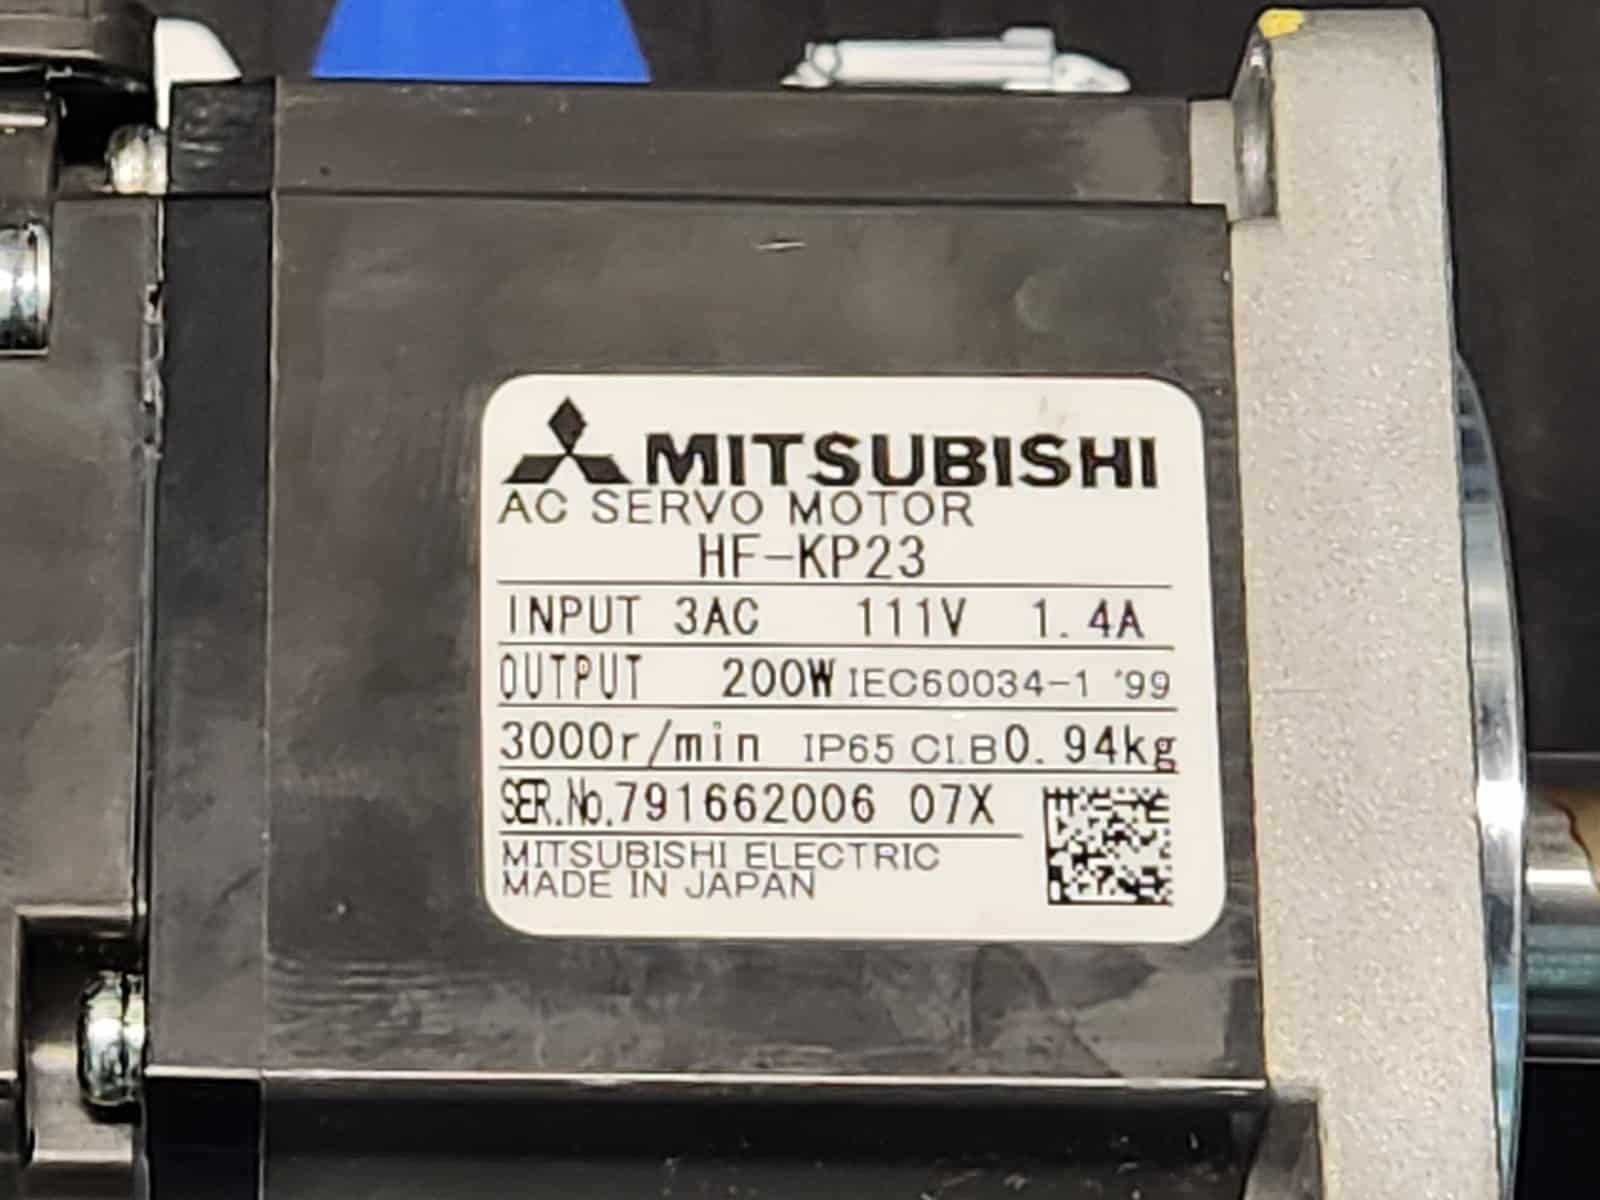 MITSUBISHI
AC SERVO MOTOR
HF-KP23
INPUT 3AC 111V 1.4A
OUTPUT 200W IEC60034-1 '99
3000r/min IP65 CI.B 0.94kg
SER.No.791662006 07X
MITSUBISHI ELECTRIC
MADE IN JAPAN